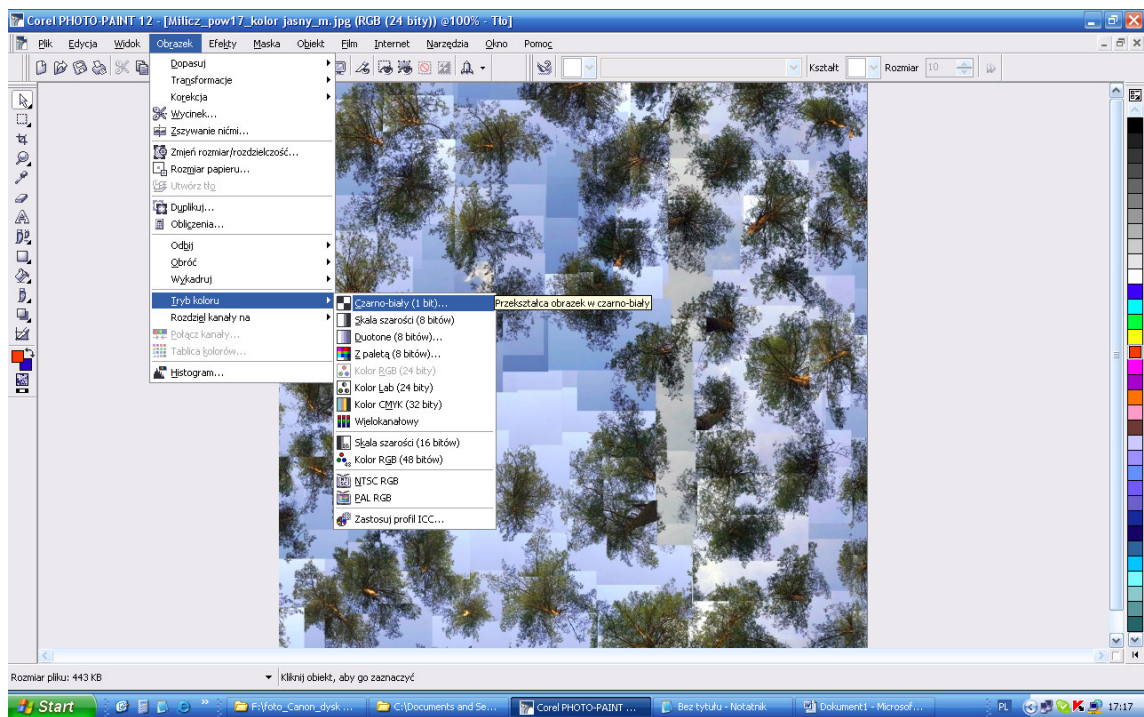 Corel PHOTO-PAINT 12 - [Milicz_pow17_kolor jasny_m.jpg (RGB (24 bity)) @100% - Tło]
Plik Edycja Widok Obrazek Efekty Maska Obiekt Film Internet Narzędzia Okno Pomoc
Kształt Rozmiar 10
Dopasuj
Transformacje
Korekcja
Wycinek...
Zszywanie nićmi...
Zmień rozmiar/rozdzielczość...
Rozmiar papieru...
Utwórz tło
Duplikuj...
Obliczenia...
Odbij
Obróć
Wykadruj
Tryb koloru
Rozdziel kanały na
Połącz kanały...
Tablica kolorów...
Histogram...
Czarno-biały (1 bit)...
Przekształca obrazek w czarno-biały
Skala szarości (8 bitów)
Duotone (8 bitów)...
Z paletą (8 bitów)...
Kolor RGB (24 bity)
Kolor Lab (24 bity)
Kolor CMYK (32 bity)
Wielokanałowy
Skala szarości (16 bitów)
Kolor RGB (48 bitów)
NTSC RGB
PAL RGB
Zastosuj profil ICC...
Rozmiar pliku: 443 KB
Kliknij obiekt, aby go zaznaczyć
Start
F:\foto_Canon_dysk ...
C:\Documents and Se...
Corel PHOTO-PAINT ...
Bez tytułu - Notatnik
Dokument1 - Microsof...
PL
17:17